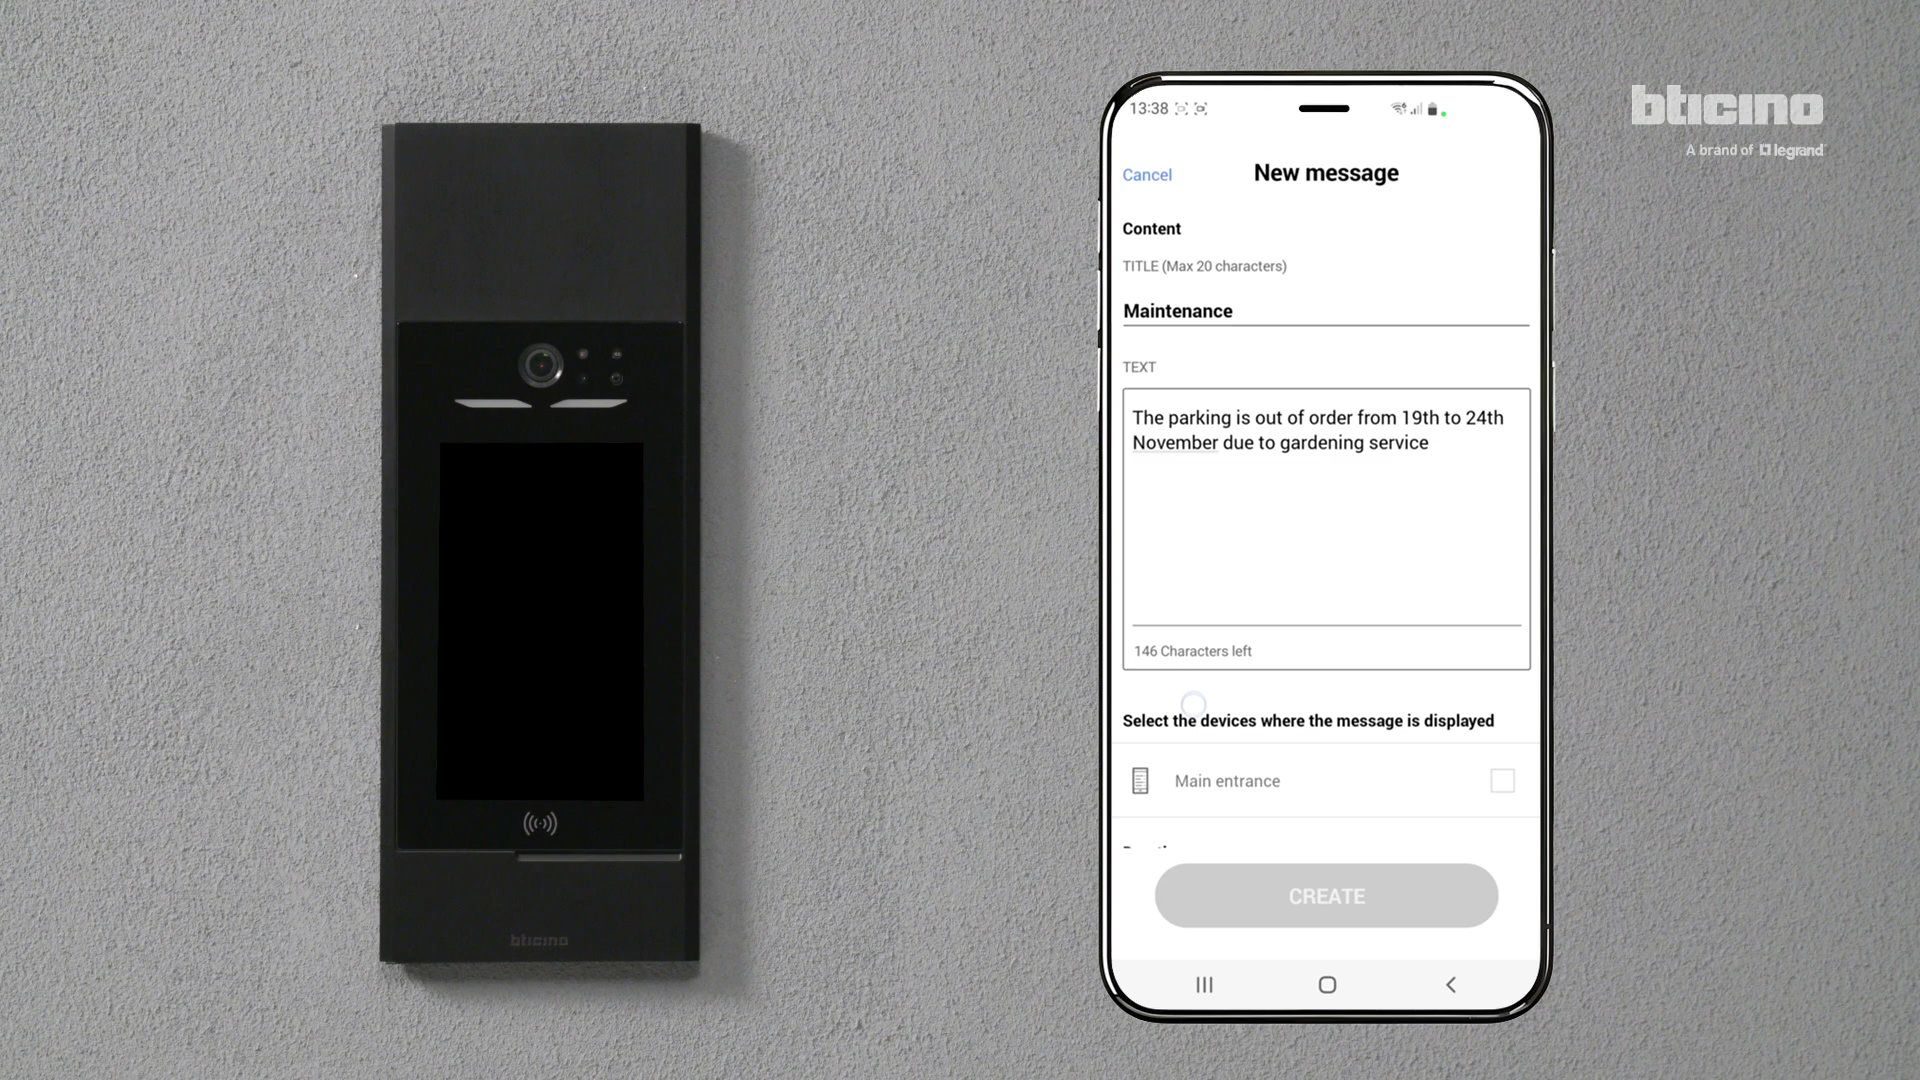 bticino
A brand of legrand
13:38
Cancel
New message
Content
TITLE (Max 20 characters)
Maintenance
TEXT
The parking is out of order from 19th to 24th
November due to gardening service
146 Characters left
Select the devices where the message is displayed
Main entrance
CREATE
bticino